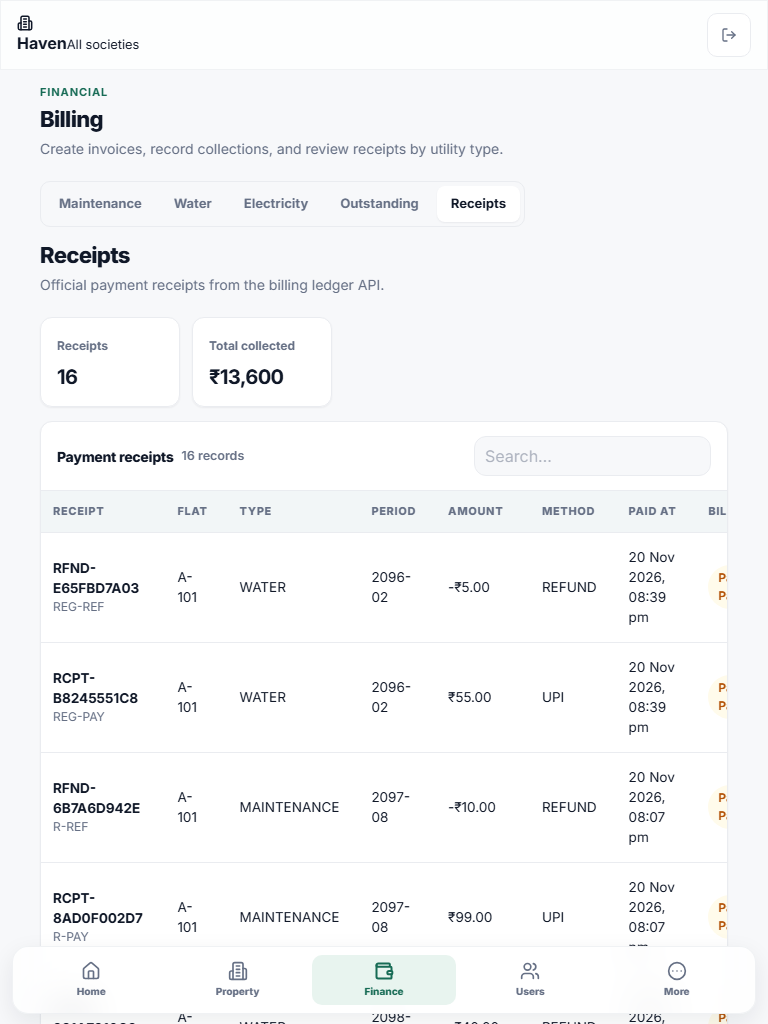 HavenAll societies
FINANCIAL
Billing
Create invoices, record collections, and review receipts by utility type.
Maintenance Water Electricity Outstanding Receipts
Receipts
Official payment receipts from the billing ledger API.
Receipts
16
Total collected
₹13,600
Payment receipts 16 records
Search...
RECEIPT FLAT TYPE PERIOD AMOUNT METHOD PAID AT
RFND-
E65FBD7A03
REG-REF
A-
101
WATER
2096-
02
-₹5.00
REFUND
20 Nov
2026,
08:39
pm
RCPT-
B8245551C8
REG-PAY
A-
101
WATER
2096-
02
₹55.00
UPI
20 Nov
2026,
08:39
pm
RFND-
6B7A6D942E
R-REF
A-
101
MAINTENANCE
2097-
08
-₹10.00
REFUND
20 Nov
2026,
08:07
pm
RCPT-
8AD0F002D7
R-PAY
A-
101
MAINTENANCE
2097-
08
₹99.00
UPI
20 Nov
2026,
08:07
Home Property Finance Users More